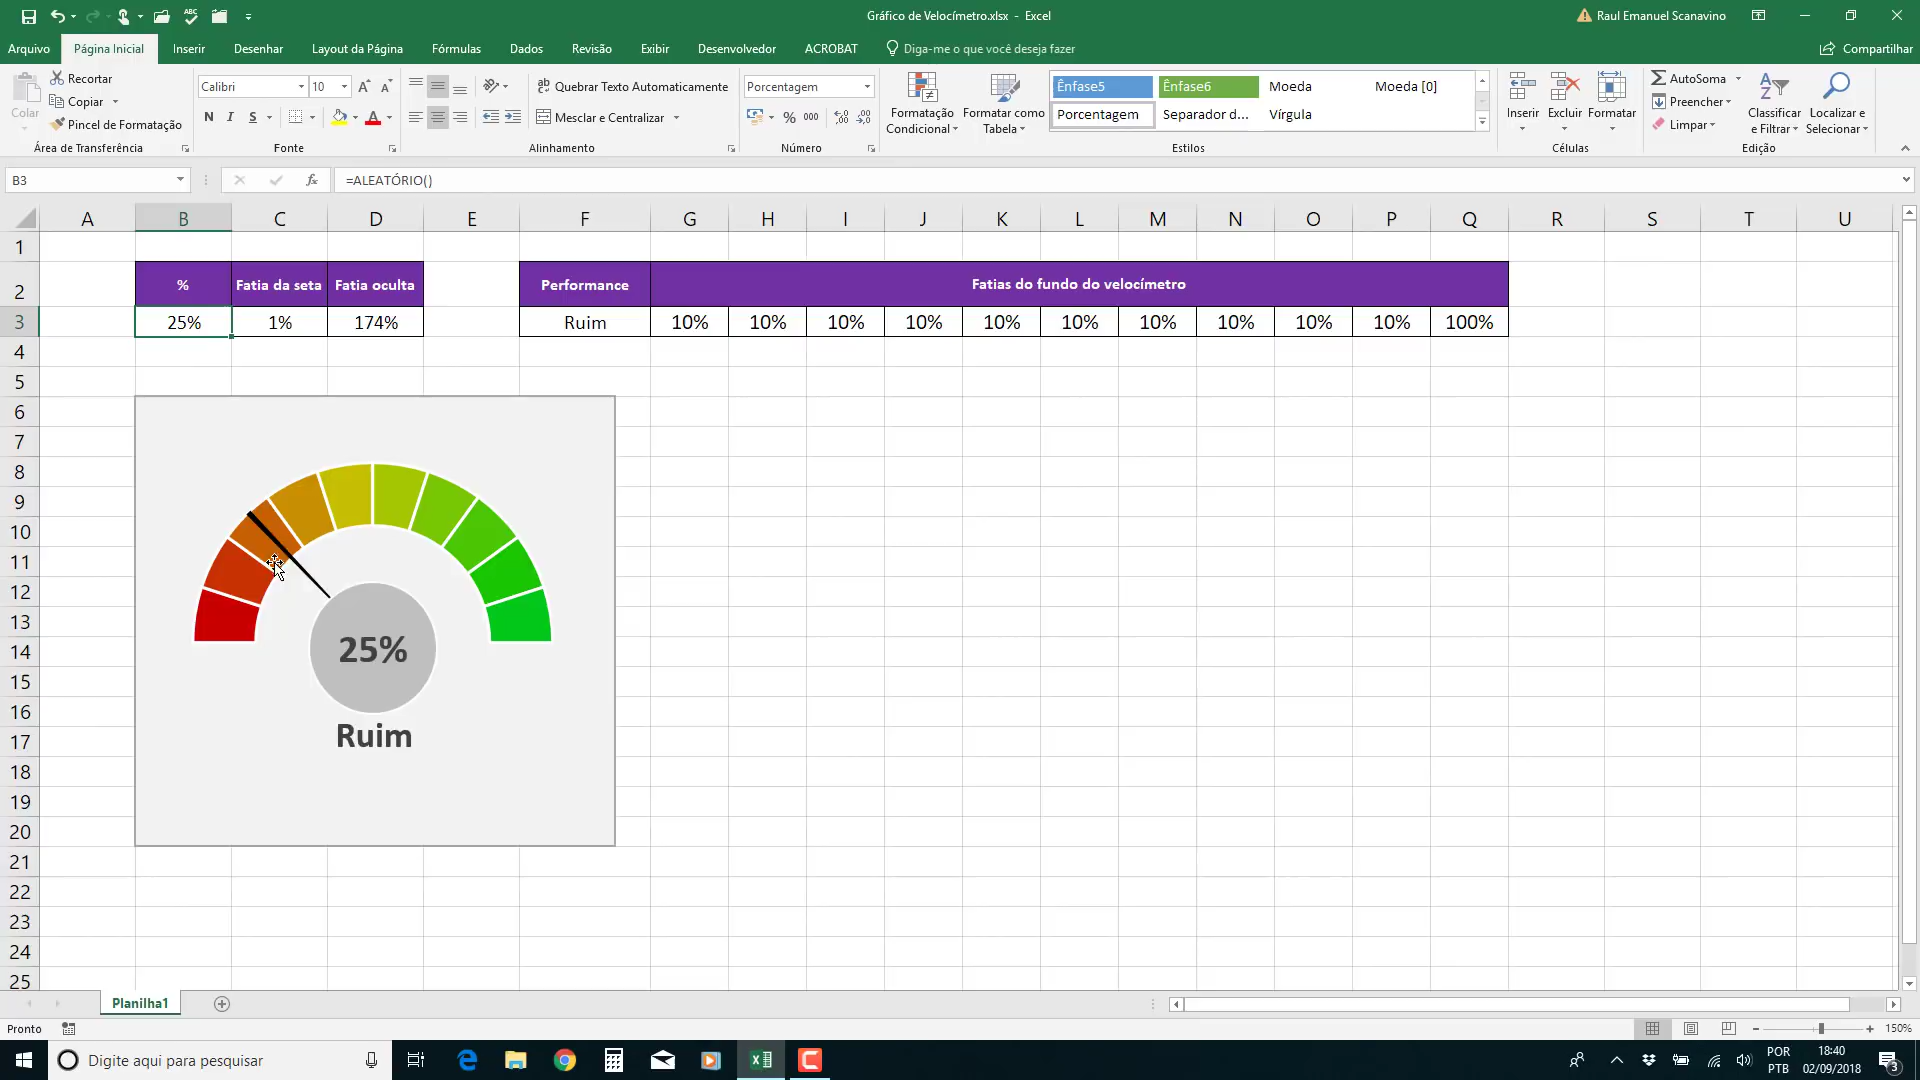 Gráfico de Velocímetro.xlsx - Excel
Raul Emanuel Scanavino
Arquivo
Página Inicial
Inserir
Desenhar
Layout da Página
Fórmulas
Dados
Revisão
Exibir
Desenvolvedor
ACROBAT
Diga-me o que você deseja fazer
Compartilhar
Colar
Recortar
Copiar
Pincel de Formatação
Área de Transferência
Calibri
10
N I S
Fonte
Quebrar Texto Automaticamente
Mesclar e Centralizar
Alinhamento
Porcentagem
% 000
Número
Formatação Condicional
Formatar como Tabela
Ênfase5
Ênfase6
Moeda
Moeda [0]
Porcentagem
Separador d...
Vírgula
Estilos
Inserir
Excluir
Formatar
Células
AutoSoma
Preencher
Limpar
Classificar e Filtrar
Localizar e Selecionar
Edição
B3
fx
=ALEATÓRIO()
A B C D E F G H I J K L M N O P Q R S T U
1
2 % Fatia da seta Fatia oculta Performance Fatias do fundo do velocímetro
3 25% 1% 174% Ruim 10% 10% 10% 10% 10% 10% 10% 10% 10% 10% 100%
4
5
6
7
8
9
10
11
12
13
14
15
16
17
18
19
20
21
22
23
24
25
25%
Ruim
Planilha1
Pronto
150%
Digite aqui para pesquisar
POR
PTB
18:40
02/09/2018
3